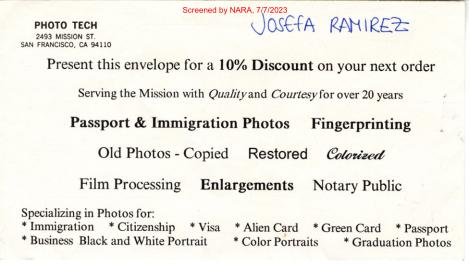 Screened by NARA, 7/7/2023
PHOTO TECH
2493 MISSION ST.
SAN FRANCISCO, CA 94110
JOSEFA RAMIREZ
Present this envelope for a 10% Discount on your next order
Serving the Mission with Quality and Courtesy for over 20 years
Passport & Immigration Photos Fingerprinting
Old Photos - Copied Restored Colorized
Film Processing Enlargements Notary Public
Specializing in Photos for:
* Immigration * Citizenship * Visa * Alien Card * Green Card * Passport
* Business Black and White Portrait * Color Portraits * Graduation Photos